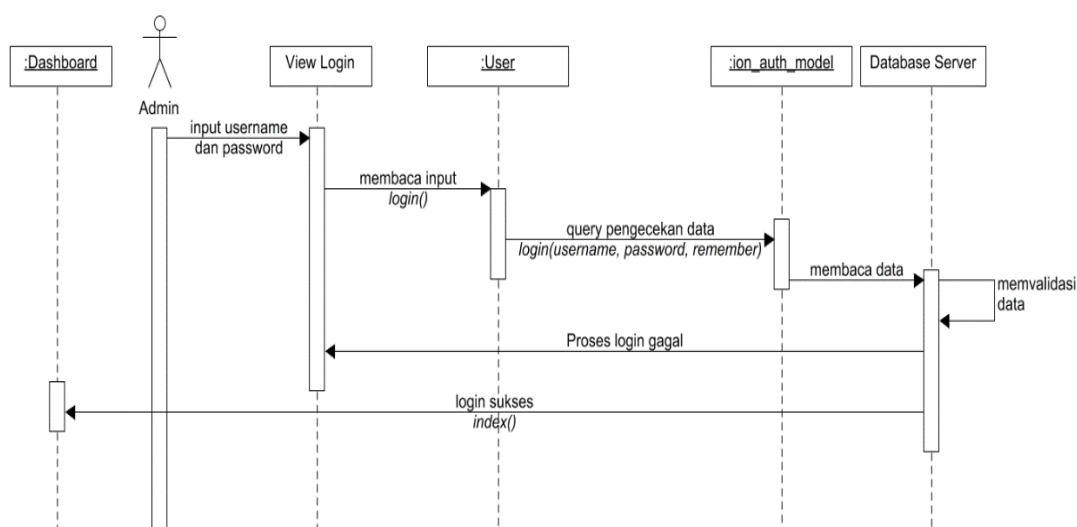 :Dashboard
Admin
View Login
:User
:ion_auth_model
Database Server
input username
dan password
membaca input
login()
query pengecekan data
login(username, password, remember)
membaca data
memvalidasi
data
Proses login gagal
login sukses
index()